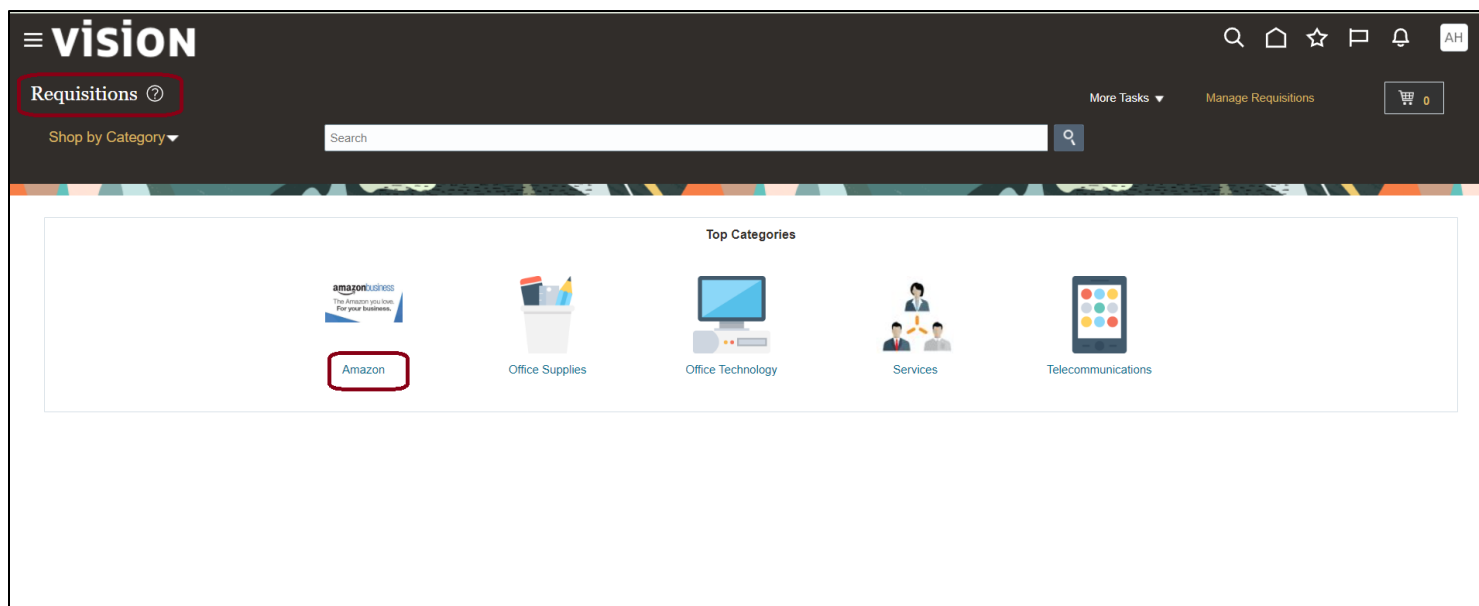 vision
AH
Requisitions
More Tasks
Manage Requisitions
0
Shop by Category
Search
Top Categories
amazonbusiness
The Amazon you love.
For your business.
Amazon
Office Supplies
Office Technology
Services
Telecommunications